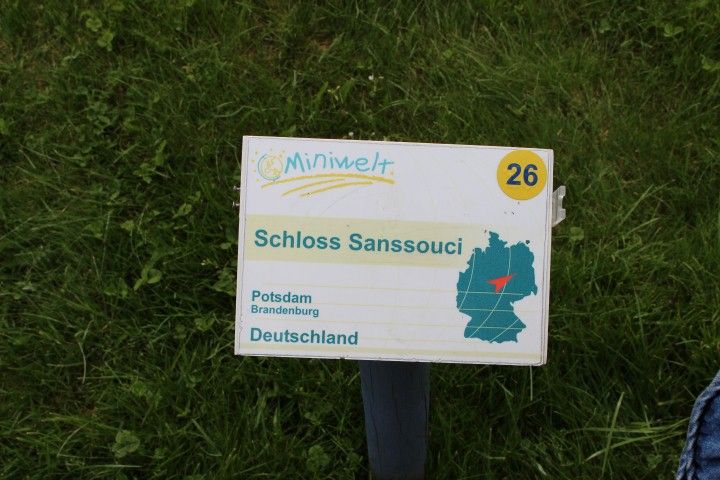 Miniwelt
26
Schloss Sanssouci
Potsdam
Brandenburg
Deutschland